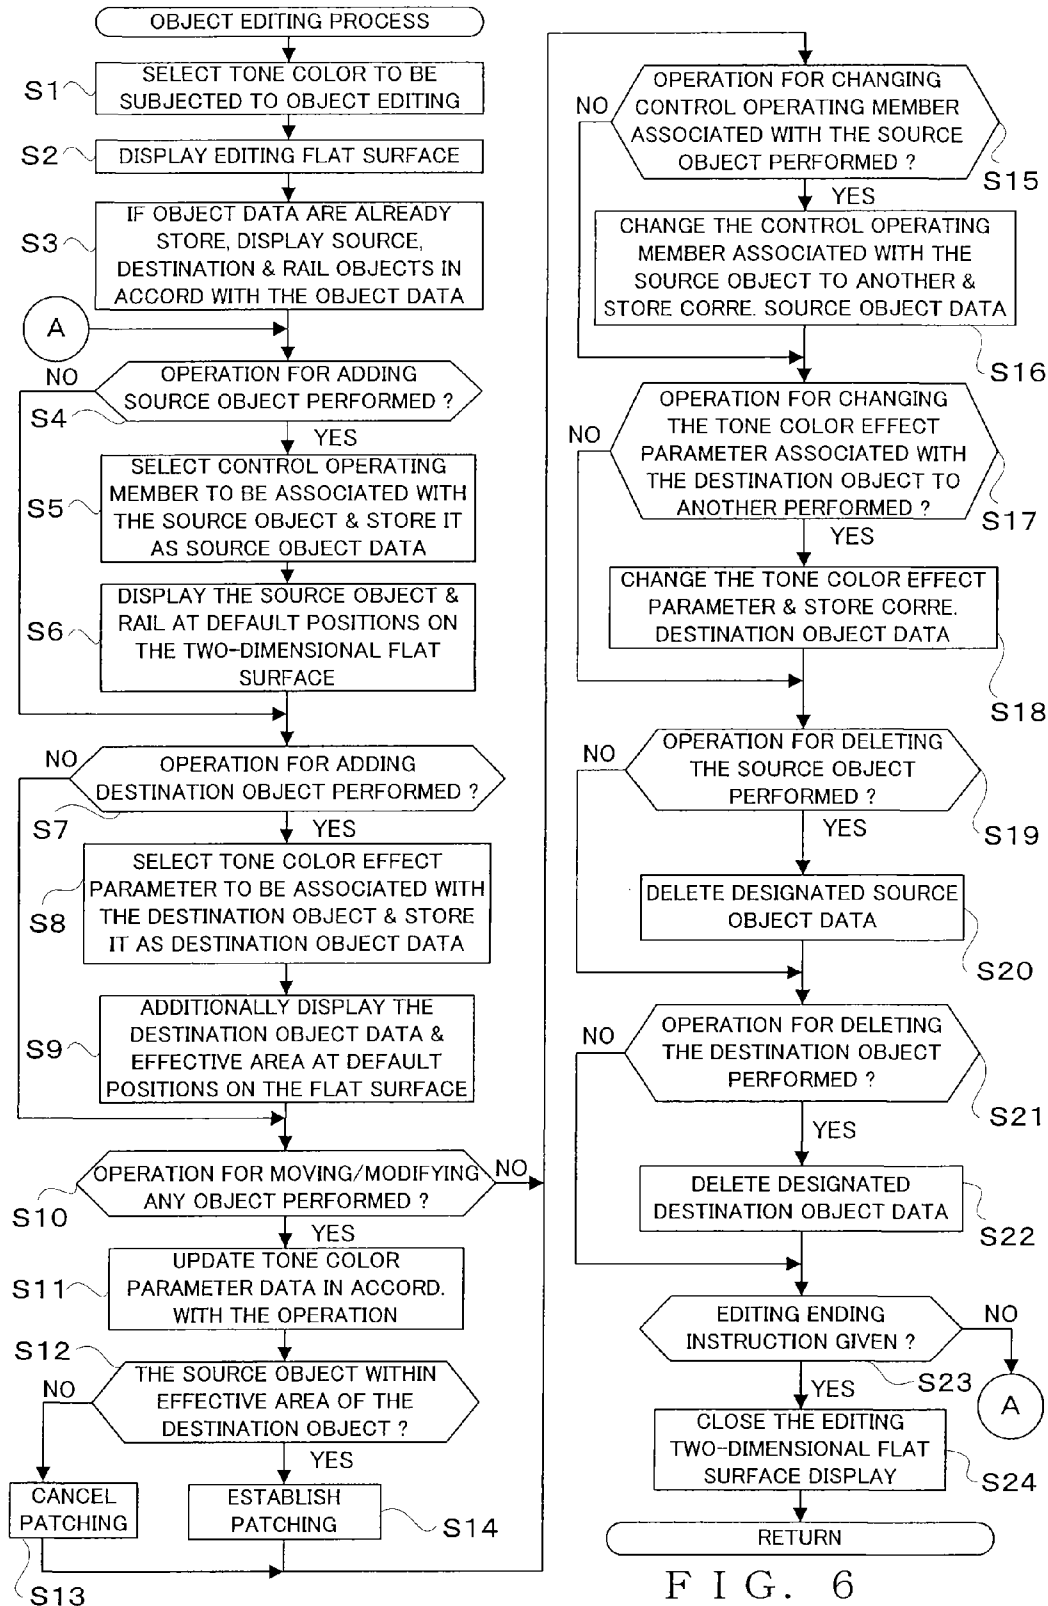 OBJECT EDITING PROCESS
S1
SELECT TONE COLOR TO BE
SUBJECTED TO OBJECT EDITING
S2
DISPLAY EDITING FLAT SURFACE
S3
IF OBJECT DATA ARE ALREADY
STORE, DISPLAY SOURCE,
DESTINATION & RAIL OBJECTS IN
ACCORD WITH THE OBJECT DATA
A
NO
OPERATION FOR ADDING
SOURCE OBJECT PERFORMED ?
S4
YES
S5
SELECT CONTROL OPERATING
MEMBER TO BE ASSOCIATED WITH
THE SOURCE OBJECT & STORE IT
AS SOURCE OBJECT DATA
S6
DISPLAY THE SOURCE OBJECT &
RAIL AT DEFAULT POSITIONS ON
THE TWO-DIMENSIONAL FLAT
SURFACE
NO
OPERATION FOR ADDING
DESTINATION OBJECT PERFORMED ?
S7
YES
S8
SELECT TONE COLOR EFFECT
PARAMETER TO BE ASSOCIATED WITH
THE DESTINATION OBJECT & STORE
IT AS DESTINATION OBJECT DATA
S9
ADDITIONALLY DISPLAY THE
DESTINATION OBJECT DATA &
EFFECTIVE AREA AT DEFAULT
POSITIONS ON THE FLAT SURFACE
OPERATION FOR MOVING/MODIFYING
ANY OBJECT PERFORMED ?
NO
S10
YES
S11
UPDATE TONE COLOR
PARAMETER DATA IN ACCORD.
WITH THE OPERATION
S12
NO
THE SOURCE OBJECT WITHIN
EFFECTIVE AREA OF THE
DESTINATION OBJECT ?
YES
CANCEL
PATCHING
S13
ESTABLISH
PATCHING
S14
NO
OPERATION FOR CHANGING
CONTROL OPERATING MEMBER
ASSOCIATED WITH THE SOURCE
OBJECT PERFORMED ?
S15
YES
CHANGE THE CONTROL OPERATING
MEMBER ASSOCIATED WITH THE
SOURCE OBJECT TO ANOTHER &
STORE CORRE. SOURCE OBJECT DATA
S16
NO
OPERATION FOR CHANGING
THE TONE COLOR EFFECT
PARAMETER ASSOCIATED WITH
THE DESTINATION OBJECT TO
ANOTHER PERFORMED ?
S17
YES
CHANGE THE TONE COLOR EFFECT
PARAMETER & STORE CORRE.
DESTINATION OBJECT DATA
S18
NO
OPERATION FOR DELETING
THE SOURCE OBJECT
PERFORMED ?
S19
YES
DELETE DESIGNATED SOURCE
OBJECT DATA
S20
NO
OPERATION FOR DELETING
THE DESTINATION OBJECT
PERFORMED ?
S21
YES
DELETE DESIGNATED
DESTINATION OBJECT DATA
S22
EDITING ENDING
INSTRUCTION GIVEN ?
NO
S23
A
YES
CLOSE THE EDITING
TWO-DIMENSIONAL FLAT
SURFACE DISPLAY
S24
RETURN
FIG. 6